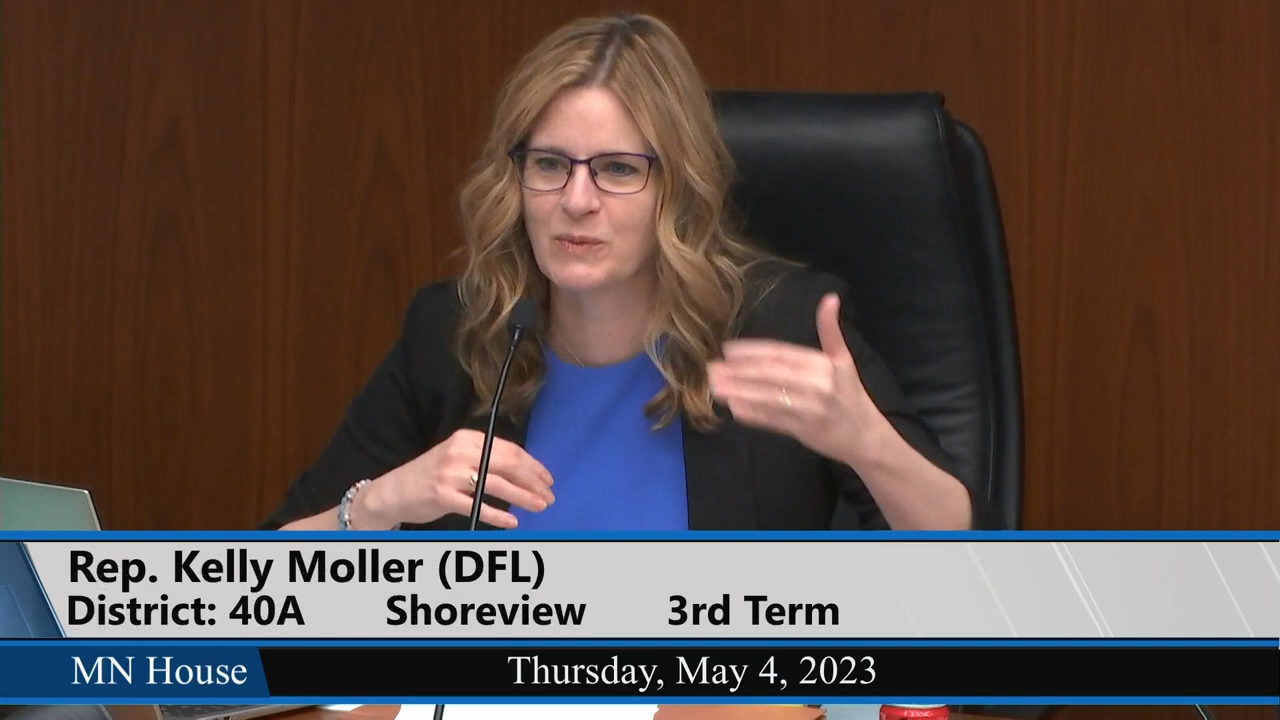 Rep. Kelly Moller (DFL)
District: 40A Shoreview 3rd Term
MN House Thursday, May 4, 2023